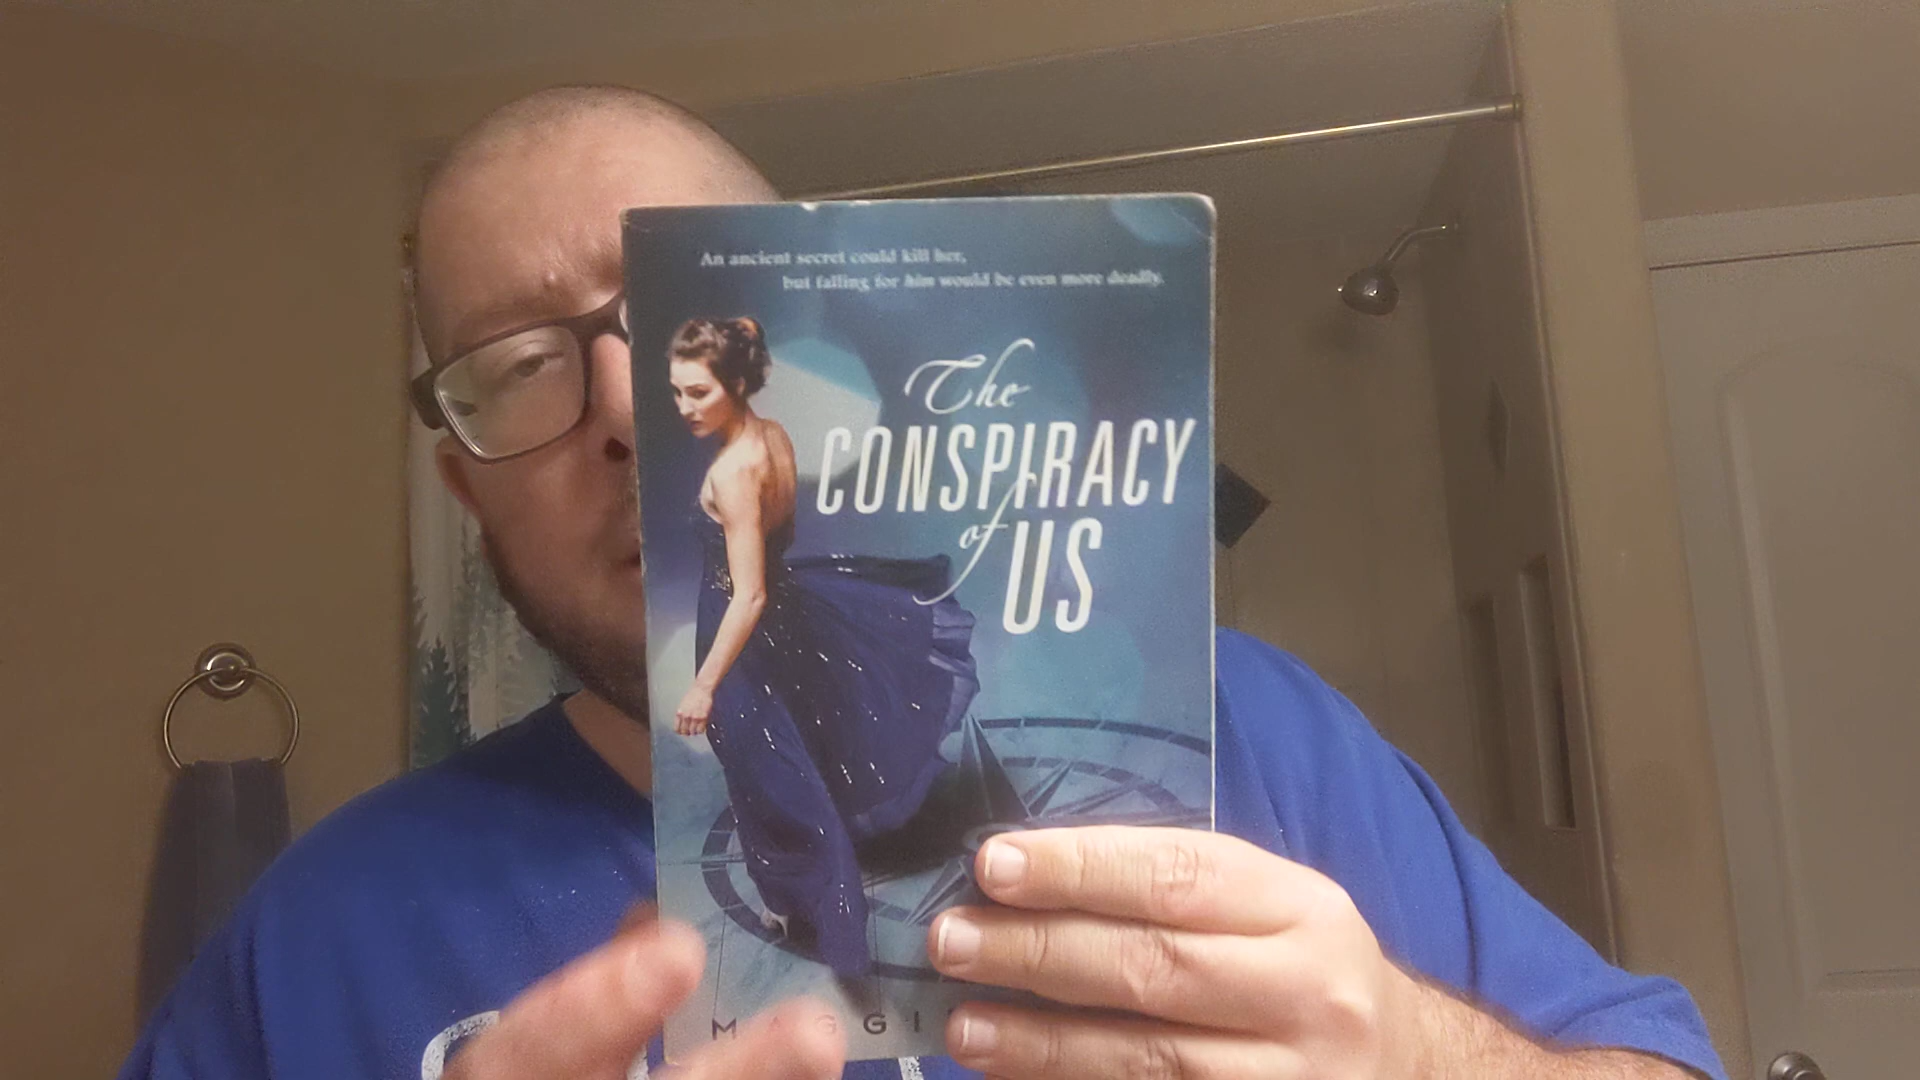 An ancient secret could kill her,
but falling for him would be even more deadly.
The
CONSPIRACY
of
US